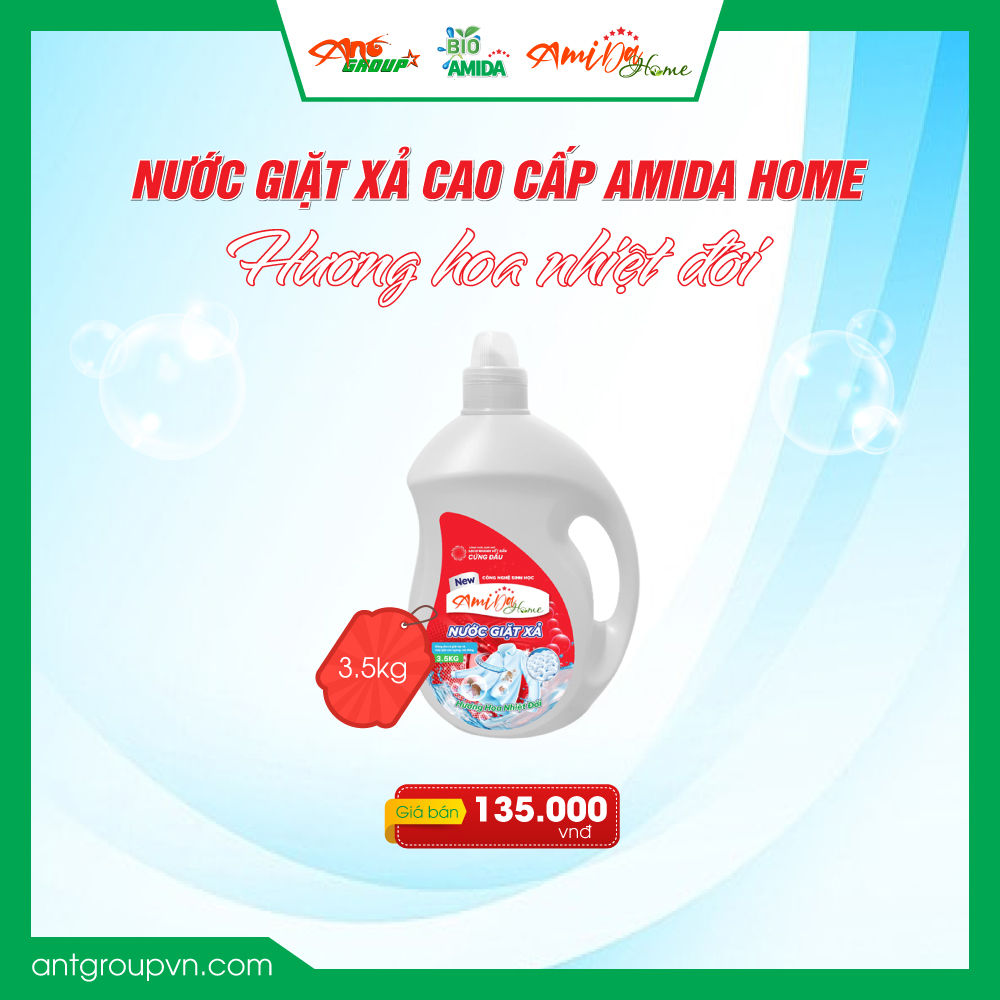 Ant GROUP
BIO AMIDA
AmiDa Home
NƯỚC GIẶT XẢ CAO CẤP AMIDA HOME
Hương hoa nhiệt đới
CỨNG ĐẦU
New
CÔNG NGHỆ SINH HỌC
AmiDa Home
NƯỚC GIẶT XẢ
3.5KG
Hương Hoa Nhiệt Đới
3.5kg
Giá bán
135.000
vnđ
antgroupvn.com